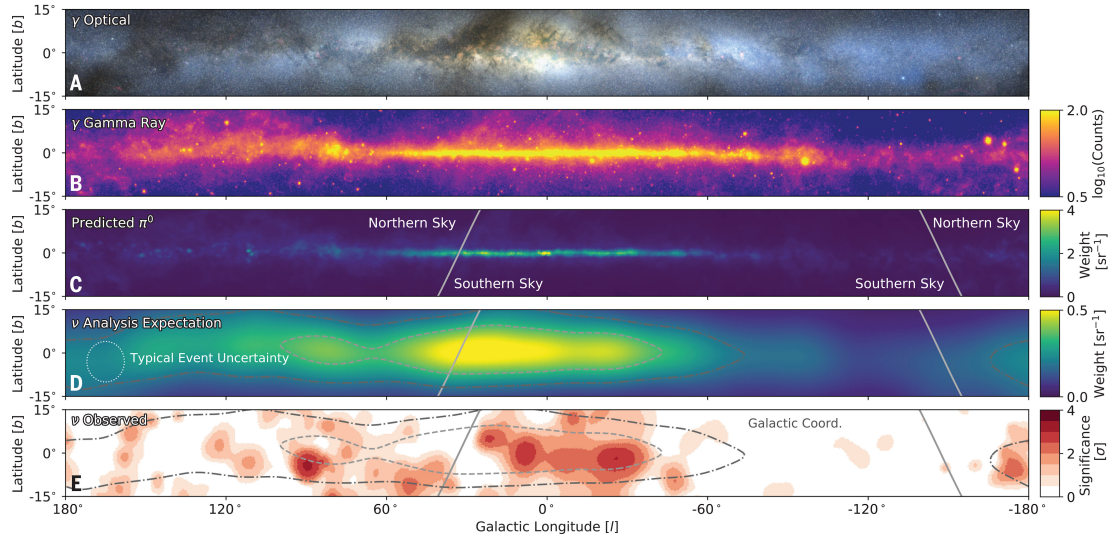 Latitude [b]
15°
0°
-15°
γ Optical
A
Latitude [b]
15°
0°
-15°
γ Gamma Ray
B
2.0
0.5
log₁₀(Counts)
Latitude [b]
15°
0°
-15°
Predicted π⁰
Northern Sky
Southern Sky
Northern Sky
Southern Sky
C
4
2
0
Weight
[sr⁻¹]
Latitude [b]
15°
0°
-15°
ν Analysis Expectation
Typical Event Uncertainty
D
0.5
0.0
Weight [sr⁻¹]
Latitude [b]
15°
0°
-15°
ν Observed
Galactic Coord.
E
4
2
0
Significance
[σ]
180° 120° 60° 0° -60° -120° -180°
Galactic Longitude [l]